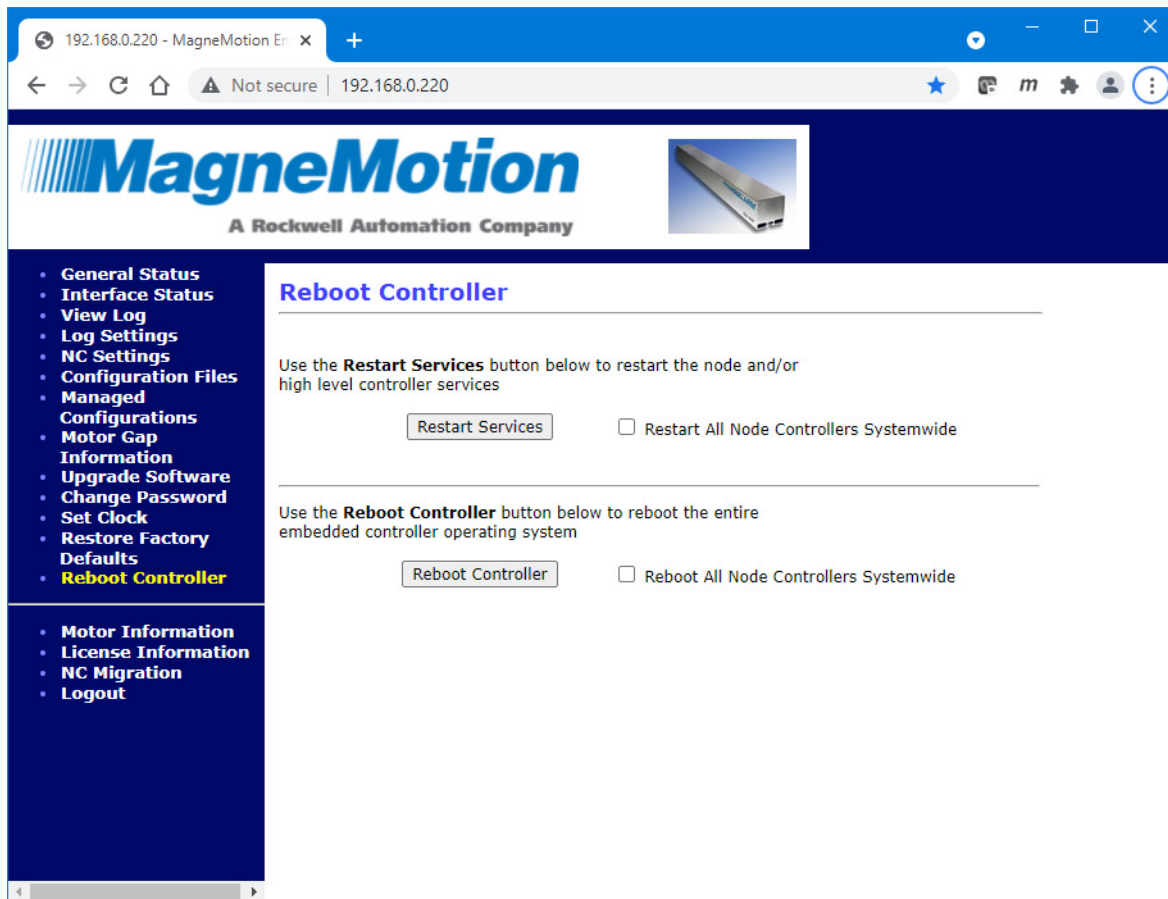 192.168.0.220 - MagneMotion En
Not secure | 192.168.0.220
MagneMotion
A Rockwell Automation Company
General Status
Interface Status
View Log
Log Settings
NC Settings
Configuration Files
Managed
Configurations
Motor Gap
Information
Upgrade Software
Change Password
Set Clock
Restore Factory
Defaults
Reboot Controller
Motor Information
License Information
NC Migration
Logout
Reboot Controller
Use the Restart Services button below to restart the node and/or
high level controller services
Restart Services
Restart All Node Controllers Systemwide
Use the Reboot Controller button below to reboot the entire
embedded controller operating system
Reboot Controller
Reboot All Node Controllers Systemwide